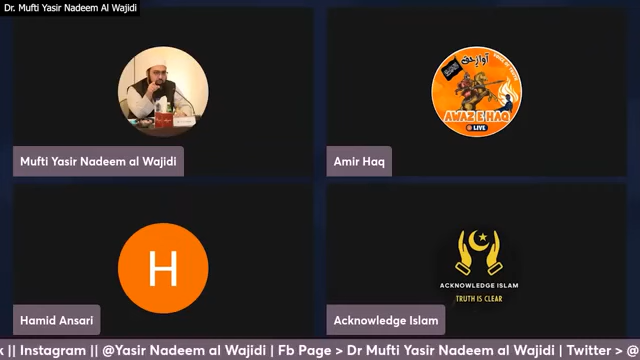 Dr. Mufti Yasir Nadeem Al Wajidi
Mufti Yasir Nadeem al Wajidi
آوازِ حق
AWAZ E HAQ
LIVE
Amir Haq
H
Hamid Ansari
ACKNOWLEDGE ISLAM
TRUTH IS CLEAR
Acknowledge Islam
|| Instagram || @Yasir Nadeem al Wajidi | Fb Page > Dr Mufti Yasir Nadeem al Wajidi | Twitter > @